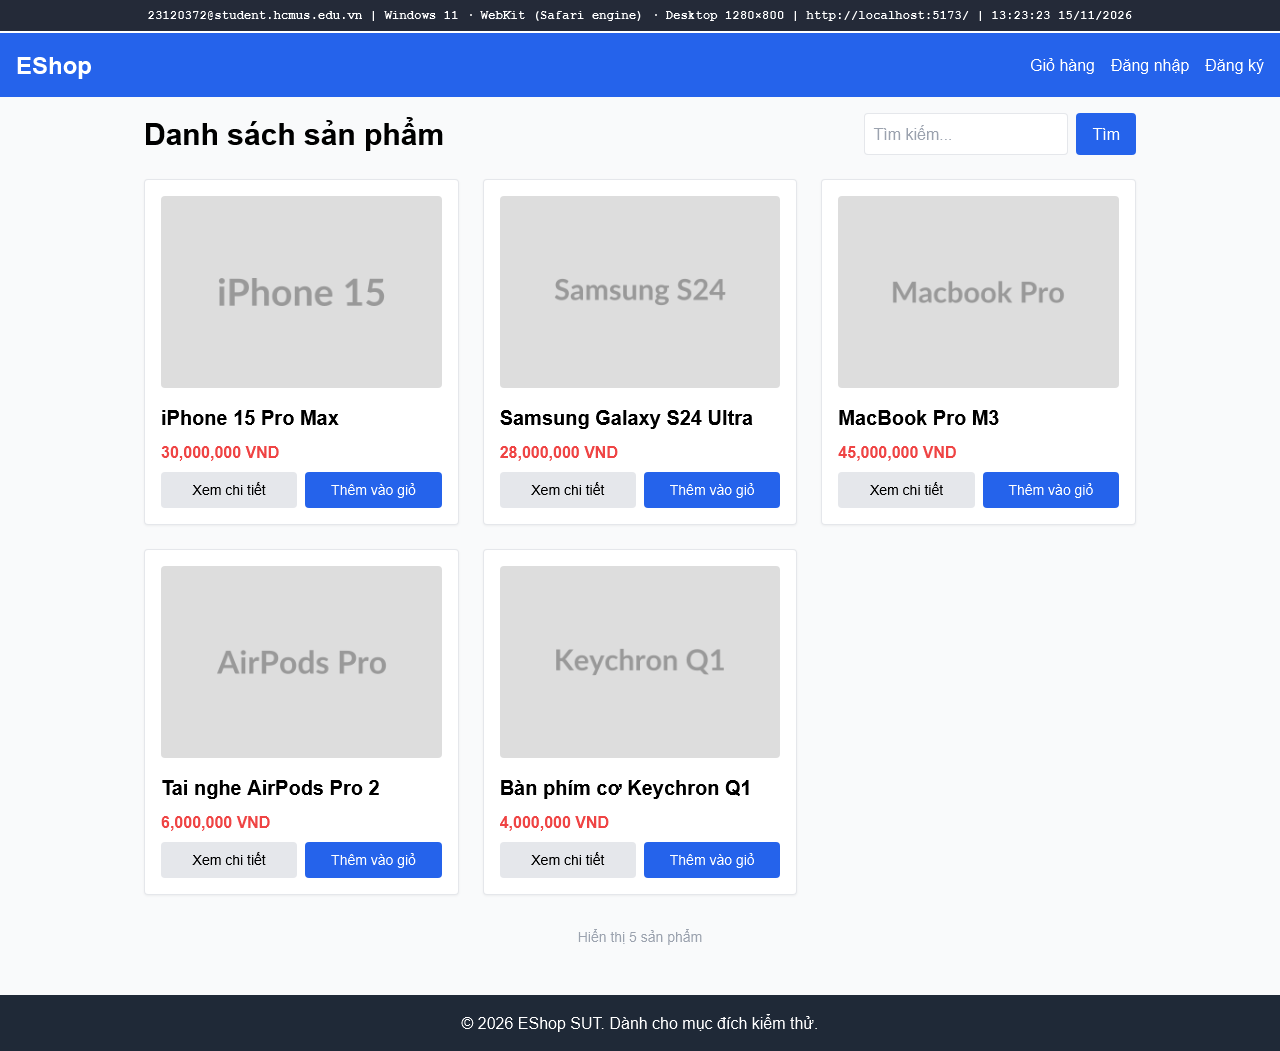 23120372@student.hcmus.edu.vn | Windows 11 · WebKit (Safari engine) · Desktop 1280×800 | http://localhost:5173/ | 13:23:23 15/11/2026
EShop
Giỏ hàng Đăng nhập Đăng ký
Danh sách sản phẩm
Tìm kiếm... Tìm
iPhone 15
iPhone 15 Pro Max
30,000,000 VND
Xem chi tiết Thêm vào giỏ
Samsung S24
Samsung Galaxy S24 Ultra
28,000,000 VND
Xem chi tiết Thêm vào giỏ
Macbook Pro
MacBook Pro M3
45,000,000 VND
Xem chi tiết Thêm vào giỏ
AirPods Pro
Tai nghe AirPods Pro 2
6,000,000 VND
Xem chi tiết Thêm vào giỏ
Keychron Q1
Bàn phím cơ Keychron Q1
4,000,000 VND
Xem chi tiết Thêm vào giỏ
Hiển thị 5 sản phẩm
© 2026 EShop SUT. Dành cho mục đích kiểm thử.